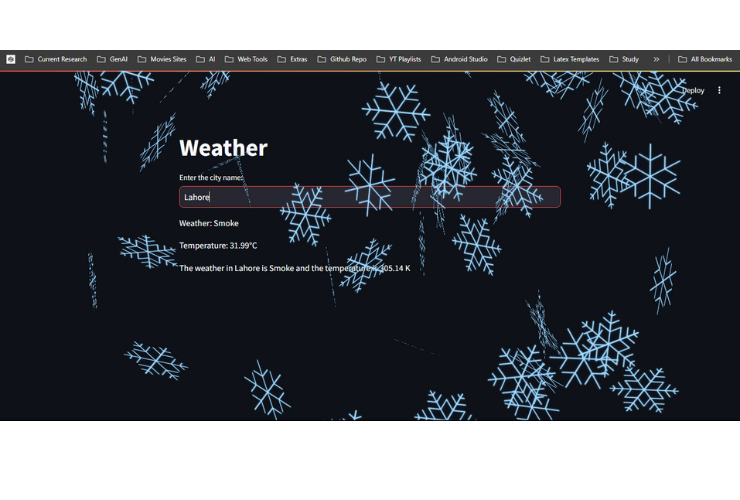 Current Research GenAI Movies Sites AI Web Tools Extras Github Repo YT Playlists Android Studio Quizlet Latex Templates Study » All Bookmarks
Deploy
Weather
Enter the city name:
Lahore
Weather: Smoke
Temperature: 31.99°C
The weather in Lahore is Smoke and the temperature is 305.14 K